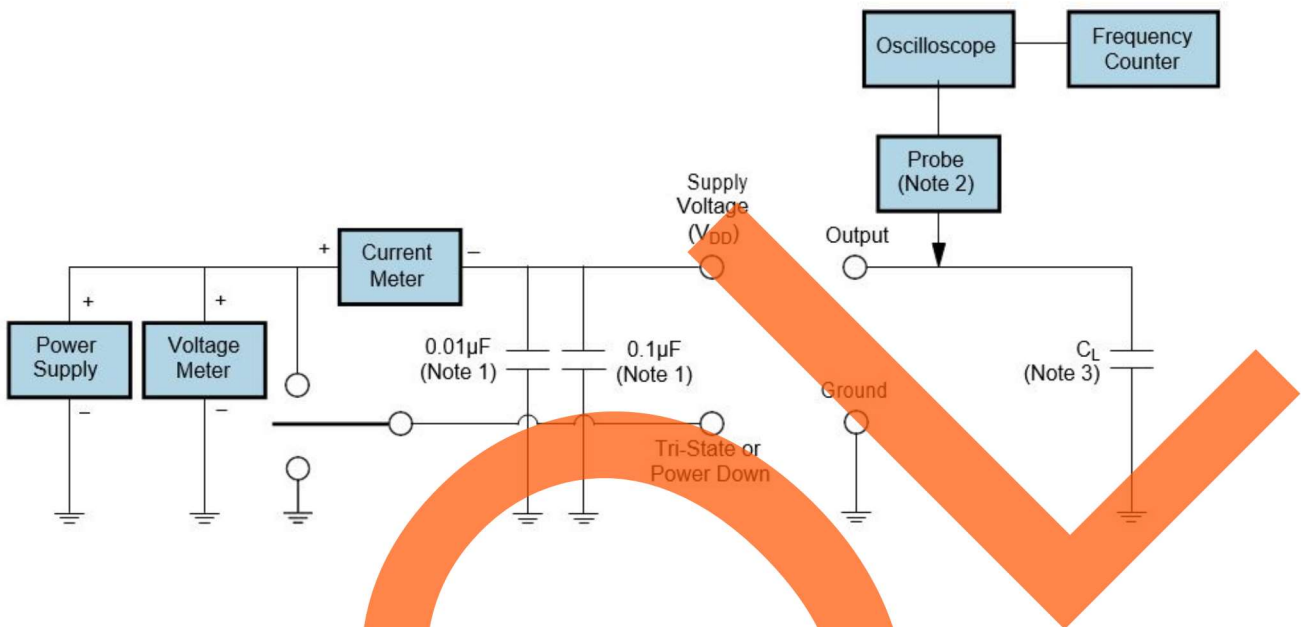 Oscilloscope
Frequency
Counter
Probe
(Note 2)
Supply
Voltage
(VDD)
Output
+
Current
Meter
–
+
+
Power
Supply
Voltage
Meter
0.01µF
(Note 1)
0.1µF
(Note 1)
CL
(Note 3)
–
–
Ground
Tri-State or
Power Down